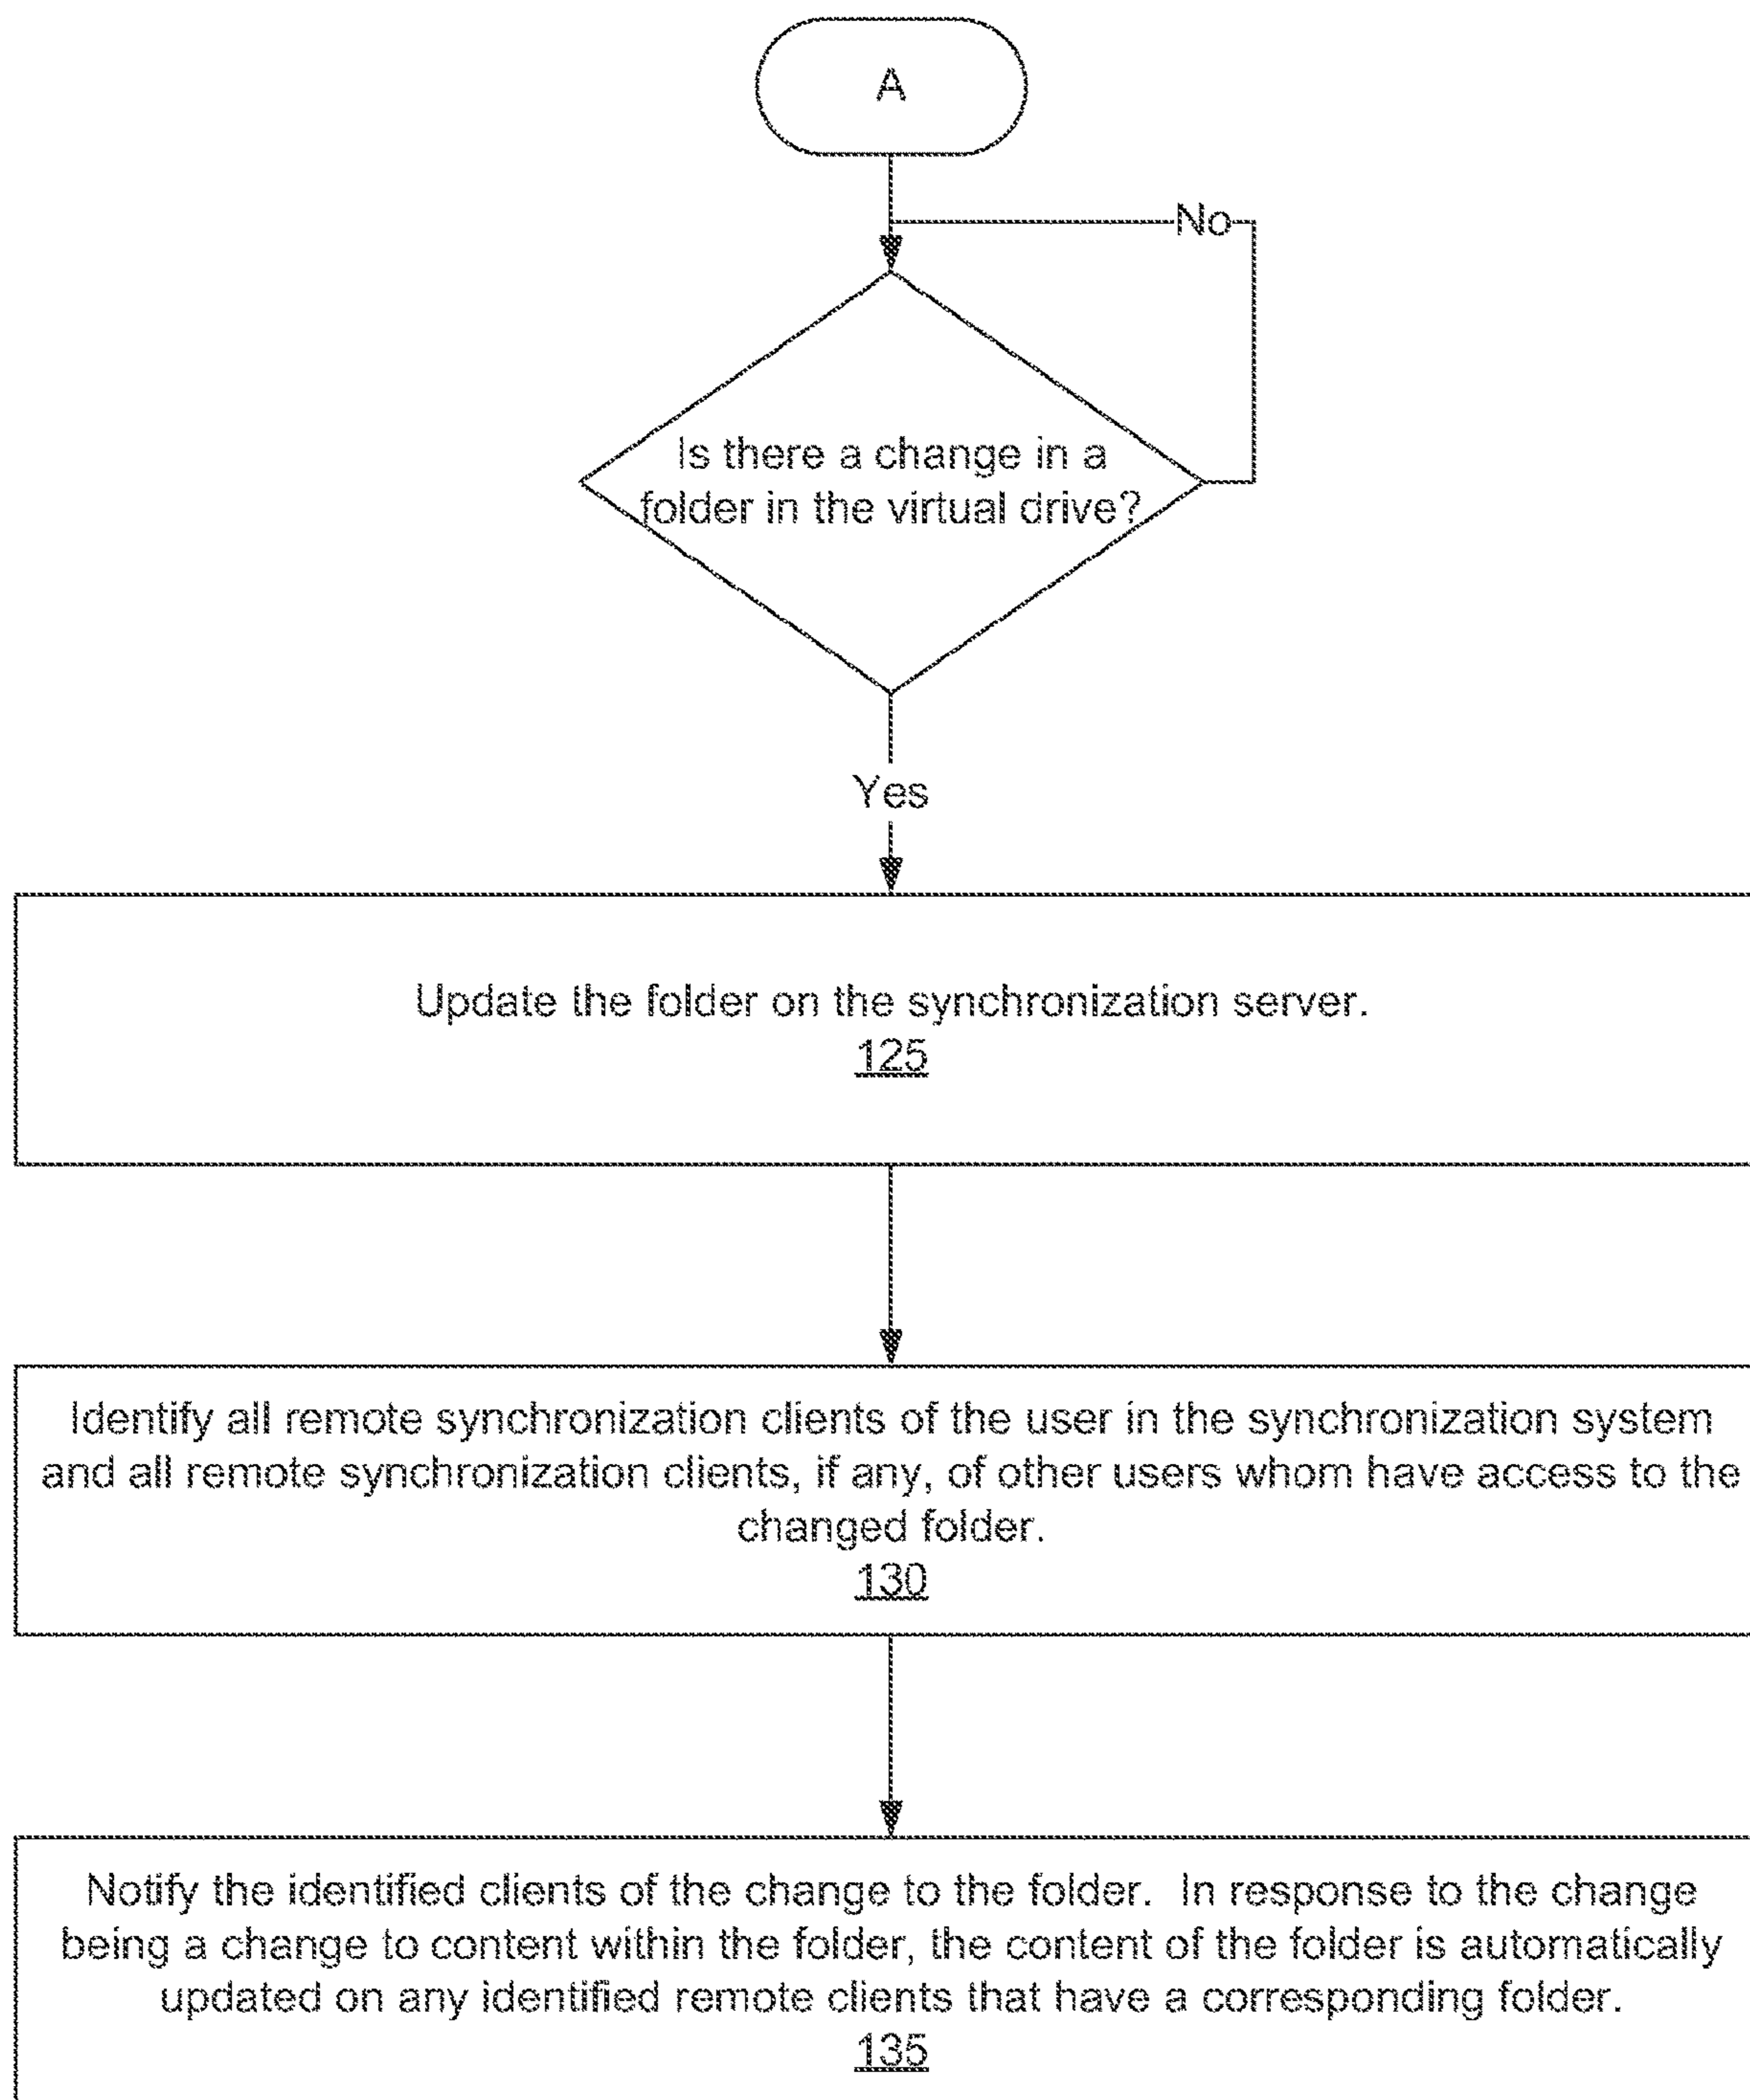 A
No
Is there a change in a
folder in the virtual drive?
Yes
Update the folder on the synchronization server.
125
Identify all remote synchronization clients of the user in the synchronization system
and all remote synchronization clients, if any, of other users whom have access to the
changed folder.
130
Notify the identified clients of the change to the folder.  In response to the change
being a change to content within the folder, the content of the folder is automatically
updated on any identified remote clients that have a corresponding folder.
135